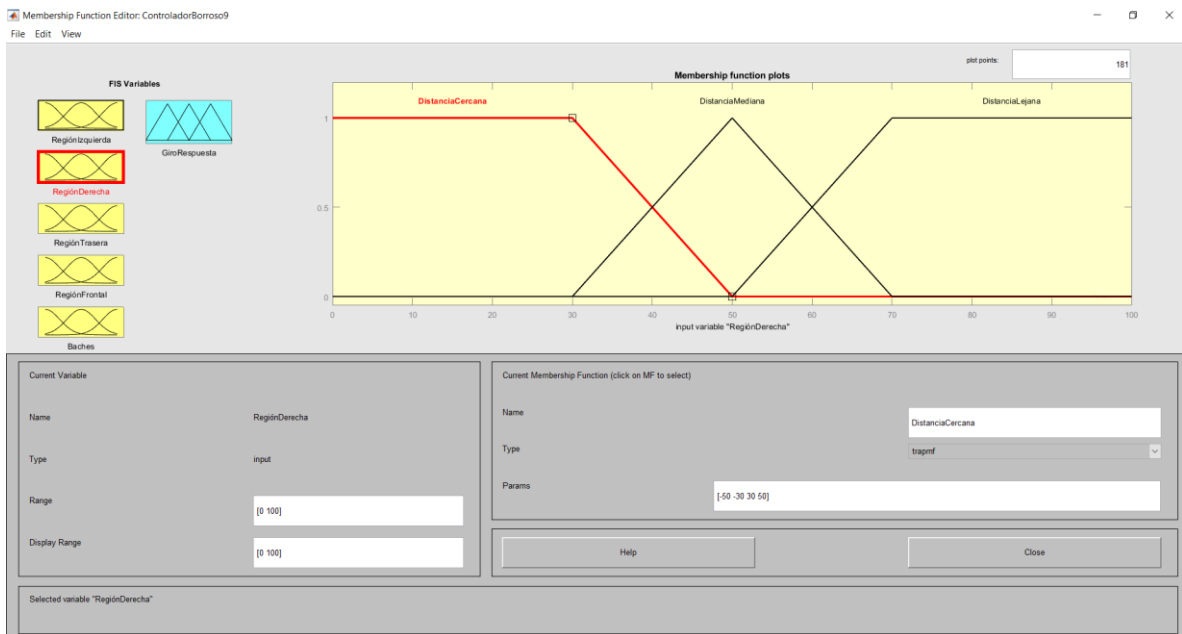 Membership Function Editor: ControladorBorroso9
File Edit View
FIS Variables
RegiónIzquierda
GiroRespuesta
RegiónDerecha
RegiónTrasera
RegiónFrontal
Baches
plot points:
181
Membership function plots
DistanciaCercana
DistanciaMediana
DistanciaLejana
1
0.5
0
0 10 20 30 40 50 60 70 80 90 100
input variable "RegiónDerecha"
Current Variable
Name RegiónDerecha
Type input
Range [0 100]
Display Range [0 100]
Current Membership Function (click on MF to select)
Name DistanciaCercana
Type trapmf
Params [-50 -30 30 50]
Help
Close
Selected variable "RegiónDerecha"